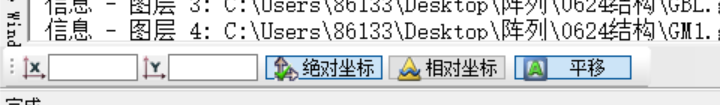 信息 - 图层 3: C:\Users\86133\Desktop\阵列\0624结构\GBL.
信息 - 图层 4: C:\Users\86133\Desktop\阵列\0624结构\GM1.
Wind
X Y 绝对坐标 相对坐标 A 平移
完成